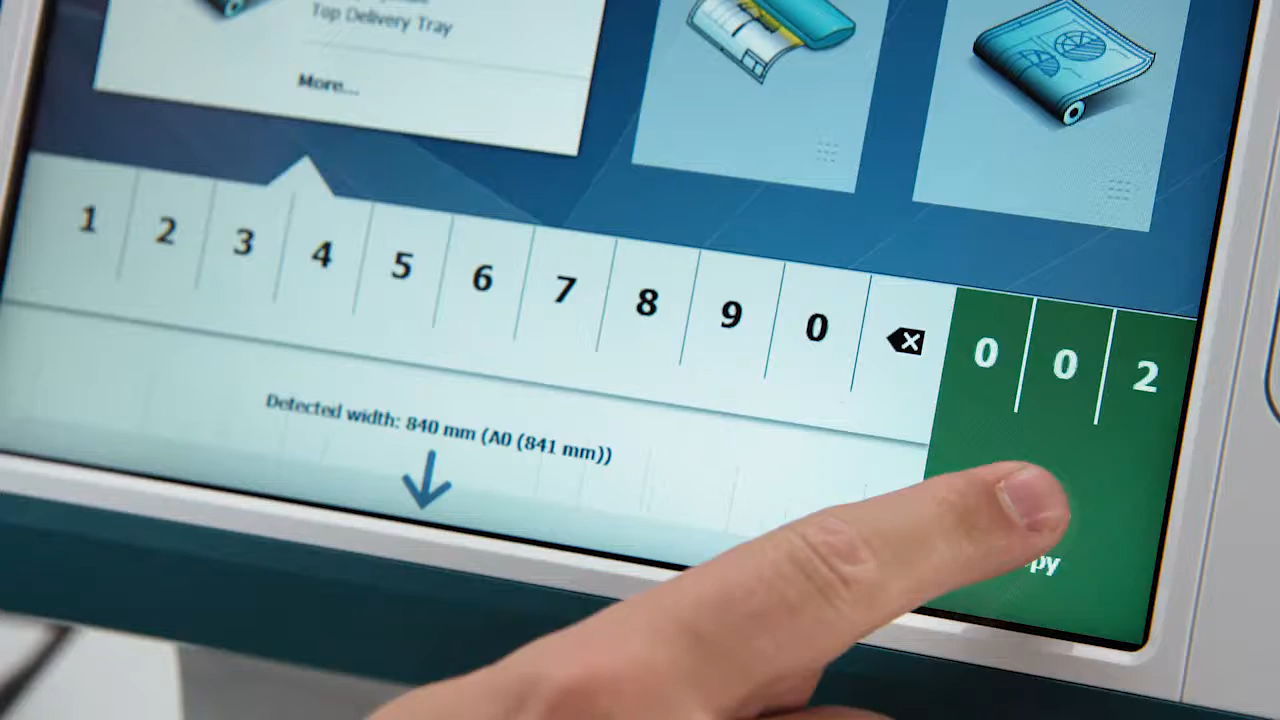 Top Delivery Tray
More...
1 2 3 4 5 6 7 8 9 0
0 0 2
Detected width: 840 mm (A0 (841 mm))